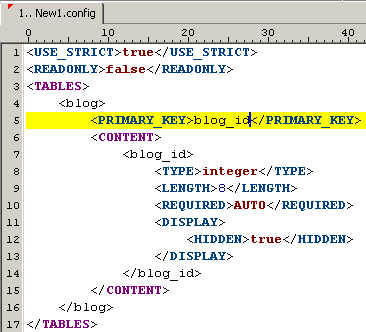 1.. New1.config
0 10 20 30 40
1 <USE_STRICT>true</USE_STRICT>
2 <READONLY>false</READONLY>
3 <TABLES>
4 <blog>
5 <PRIMARY_KEY>blog_id</PRIMARY_KEY>
6 <CONTENT>
7 <blog_id>
8 <TYPE>integer</TYPE>
9 <LENGTH>8</LENGTH>
10 <REQUIRED>AUTO</REQUIRED>
11 <DISPLAY>
12 <HIDDEN>true</HIDDEN>
13 </DISPLAY>
14 </blog_id>
15 </CONTENT>
16 </blog>
17 </TABLES>